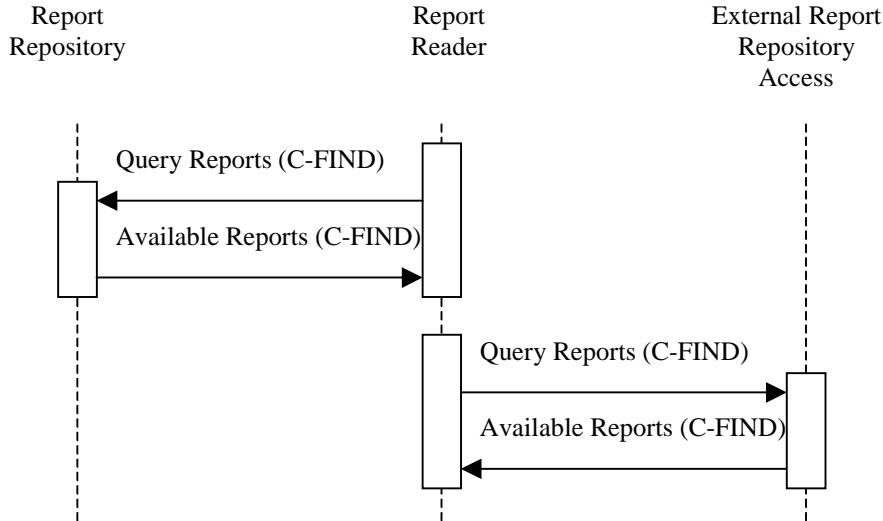 Report
Repository
Report
Reader
External Report
Repository
Access
Query Reports (C-FIND)
Available Reports (C-FIND)
Query Reports (C-FIND)
Available Reports (C-FIND)